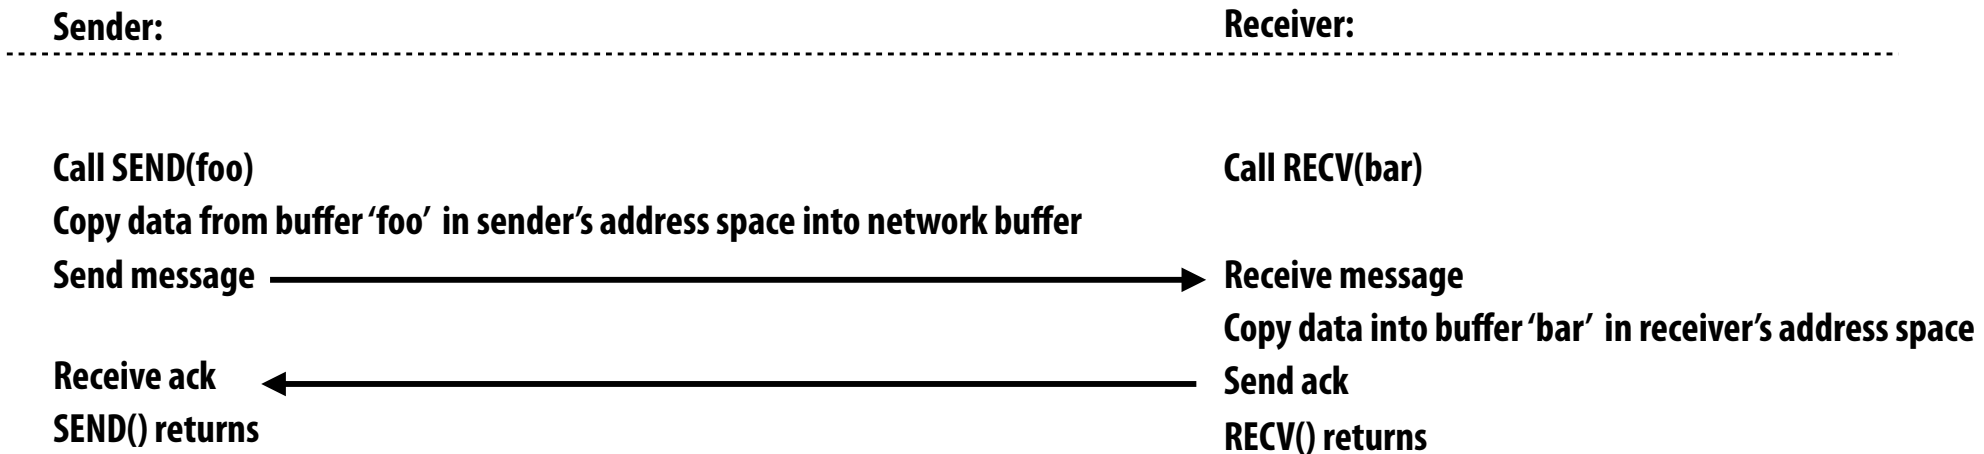 Sender:
Receiver:
Call SEND(foo)
Call RECV(bar)
Copy data from buffer ‘foo’ in sender’s address space into network buffer
Send message
Receive message
Copy data into buffer ‘bar’ in receiver’s address space
Receive ack
Send ack
SEND() returns
RECV() returns